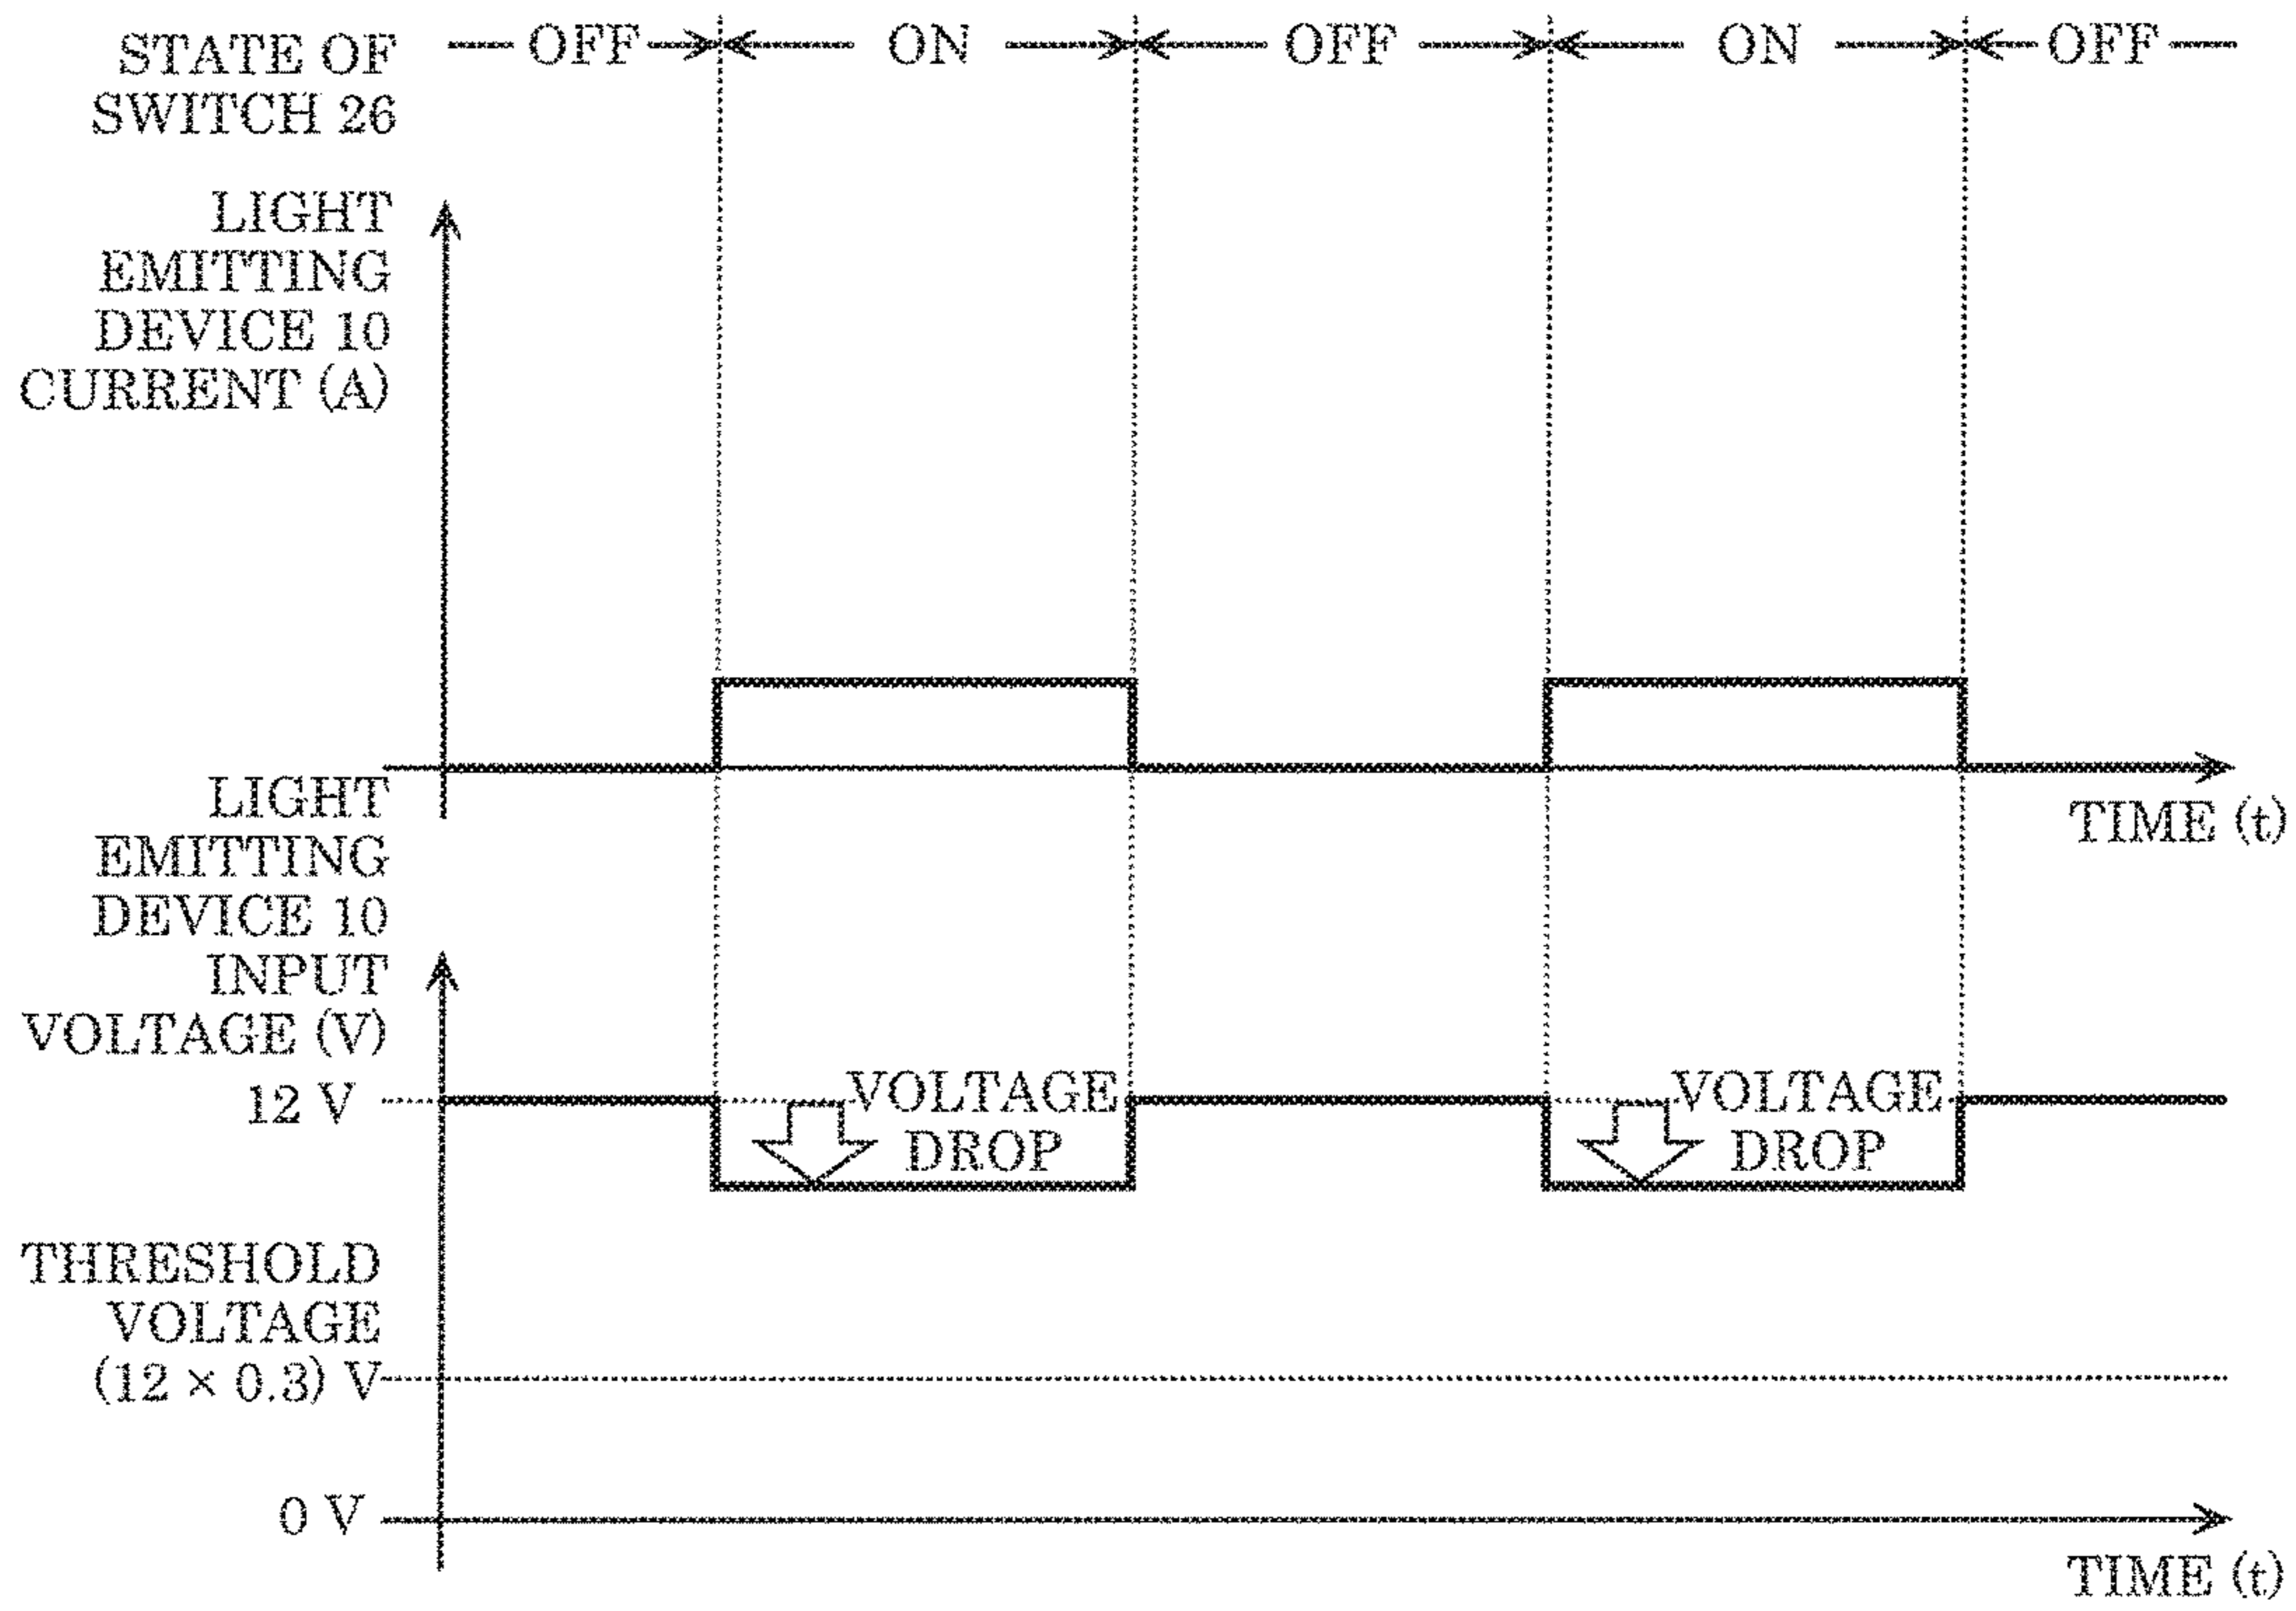 STATE OF
SWITCH 26
OFF ON OFF ON OFF
LIGHT
EMITTING
DEVICE 10
CURRENT (A)
TIME (t)
LIGHT
EMITTING
DEVICE 10
INPUT
VOLTAGE (V)
12 V
VOLTAGE
DROP
VOLTAGE
DROP
THRESHOLD
VOLTAGE
(12 × 0.3) V
0 V
TIME (t)